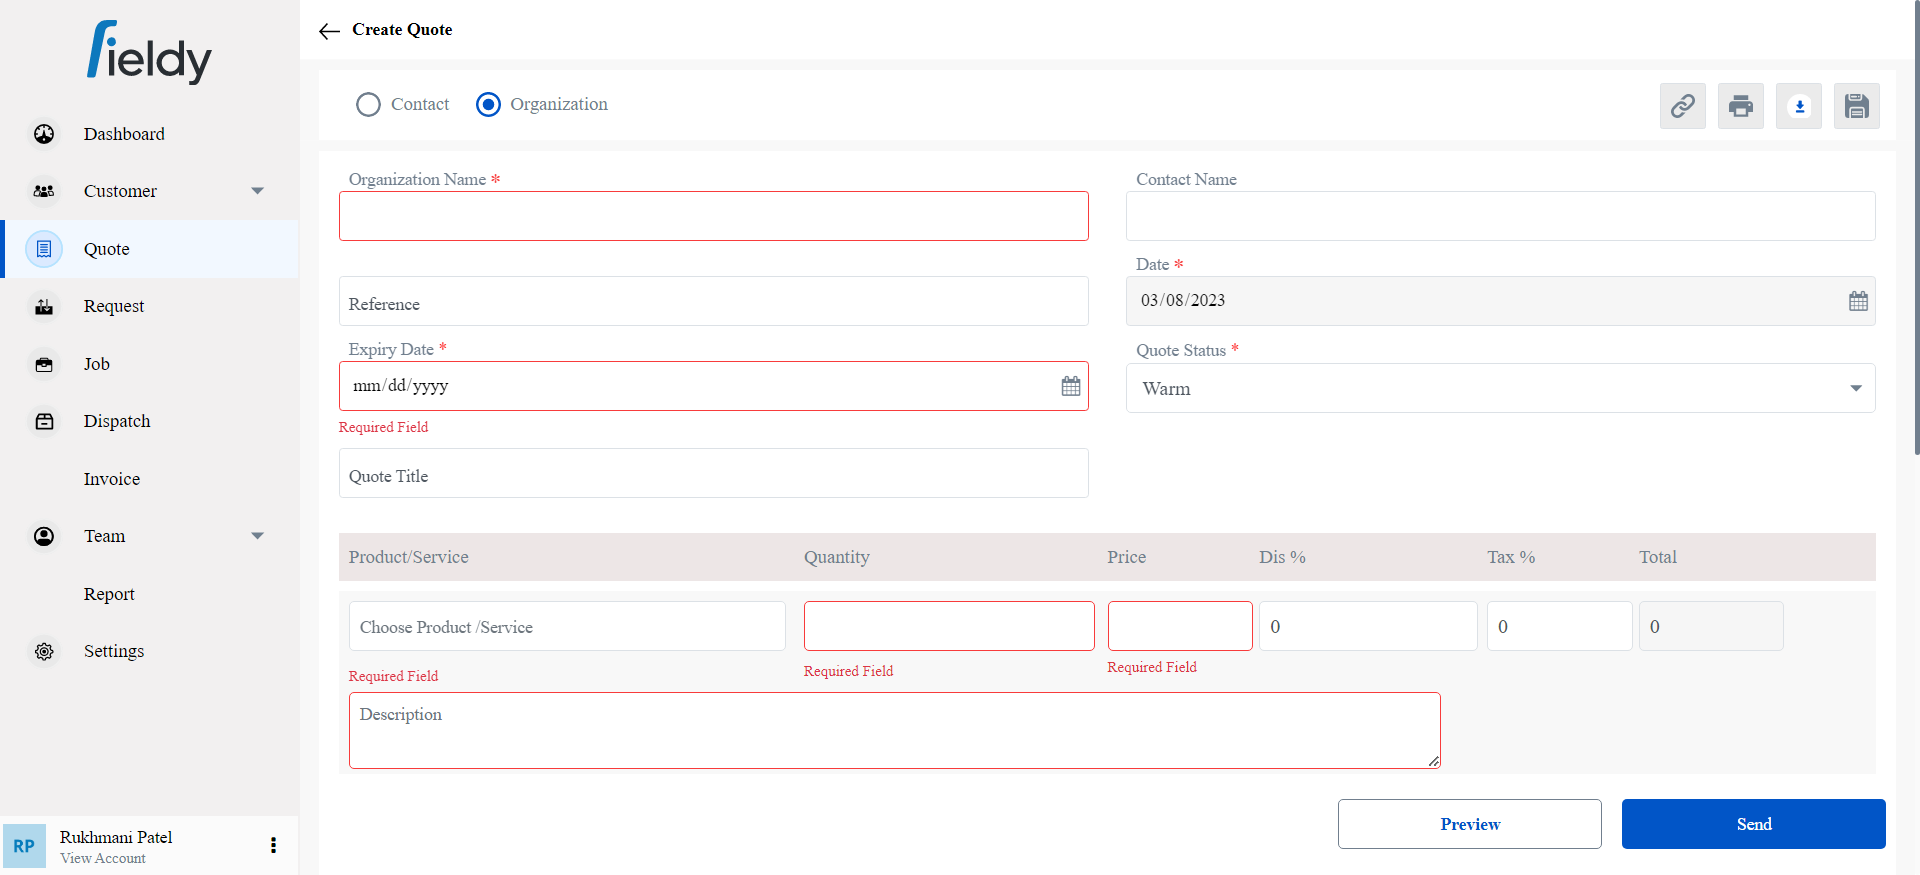 fieldy
Create Quote
Contact
Organization
Dashboard
Customer
Quote
Request
Job
Dispatch
Invoice
Team
Report
Settings
Rukhmani Patel
RP
View Account
Organization Name *
Contact Name
Reference
Date *
03/08/2023
Expiry Date *
mm/dd/yyyy
Required Field
Quote Status *
Warm
Quote Title
Product/Service Quantity Price Dis % Tax % Total
Choose Product /Service 0 0 0
Required Field Required Field Required Field
Description
Preview Send